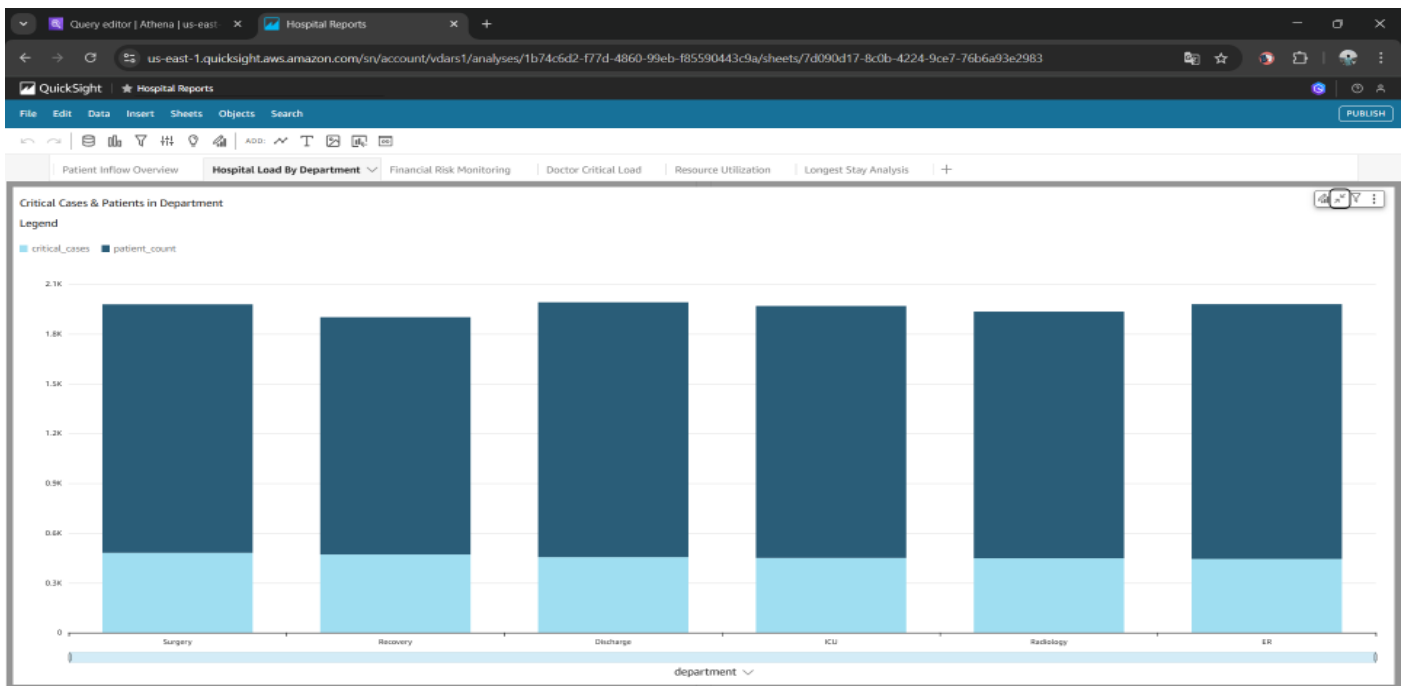 Query editor | Athena | us-east-
Hospital Reports
us-east-1.quicksight.aws.amazon.com/sn/account/vdars1/analyses/1b74c6d2-f77d-4860-99eb-f85590443c9a/sheets/7d090d17-8c0b-4224-9ce7-76b6a93e2983
QuickSight Hospital Reports
File Edit Data Insert Sheets Objects Search PUBLISH
ADD:
Patient Inflow Overview Hospital Load By Department Financial Risk Monitoring Doctor Critical Load Resource Utilization Longest Stay Analysis
Critical Cases & Patients in Department
Legend
critical_cases patient_count
2.1K
1.8K
1.5K
1.2K
0.9K
0.6K
0.3K
0
Surgery Recovery Discharge ICU Radiology ER
department